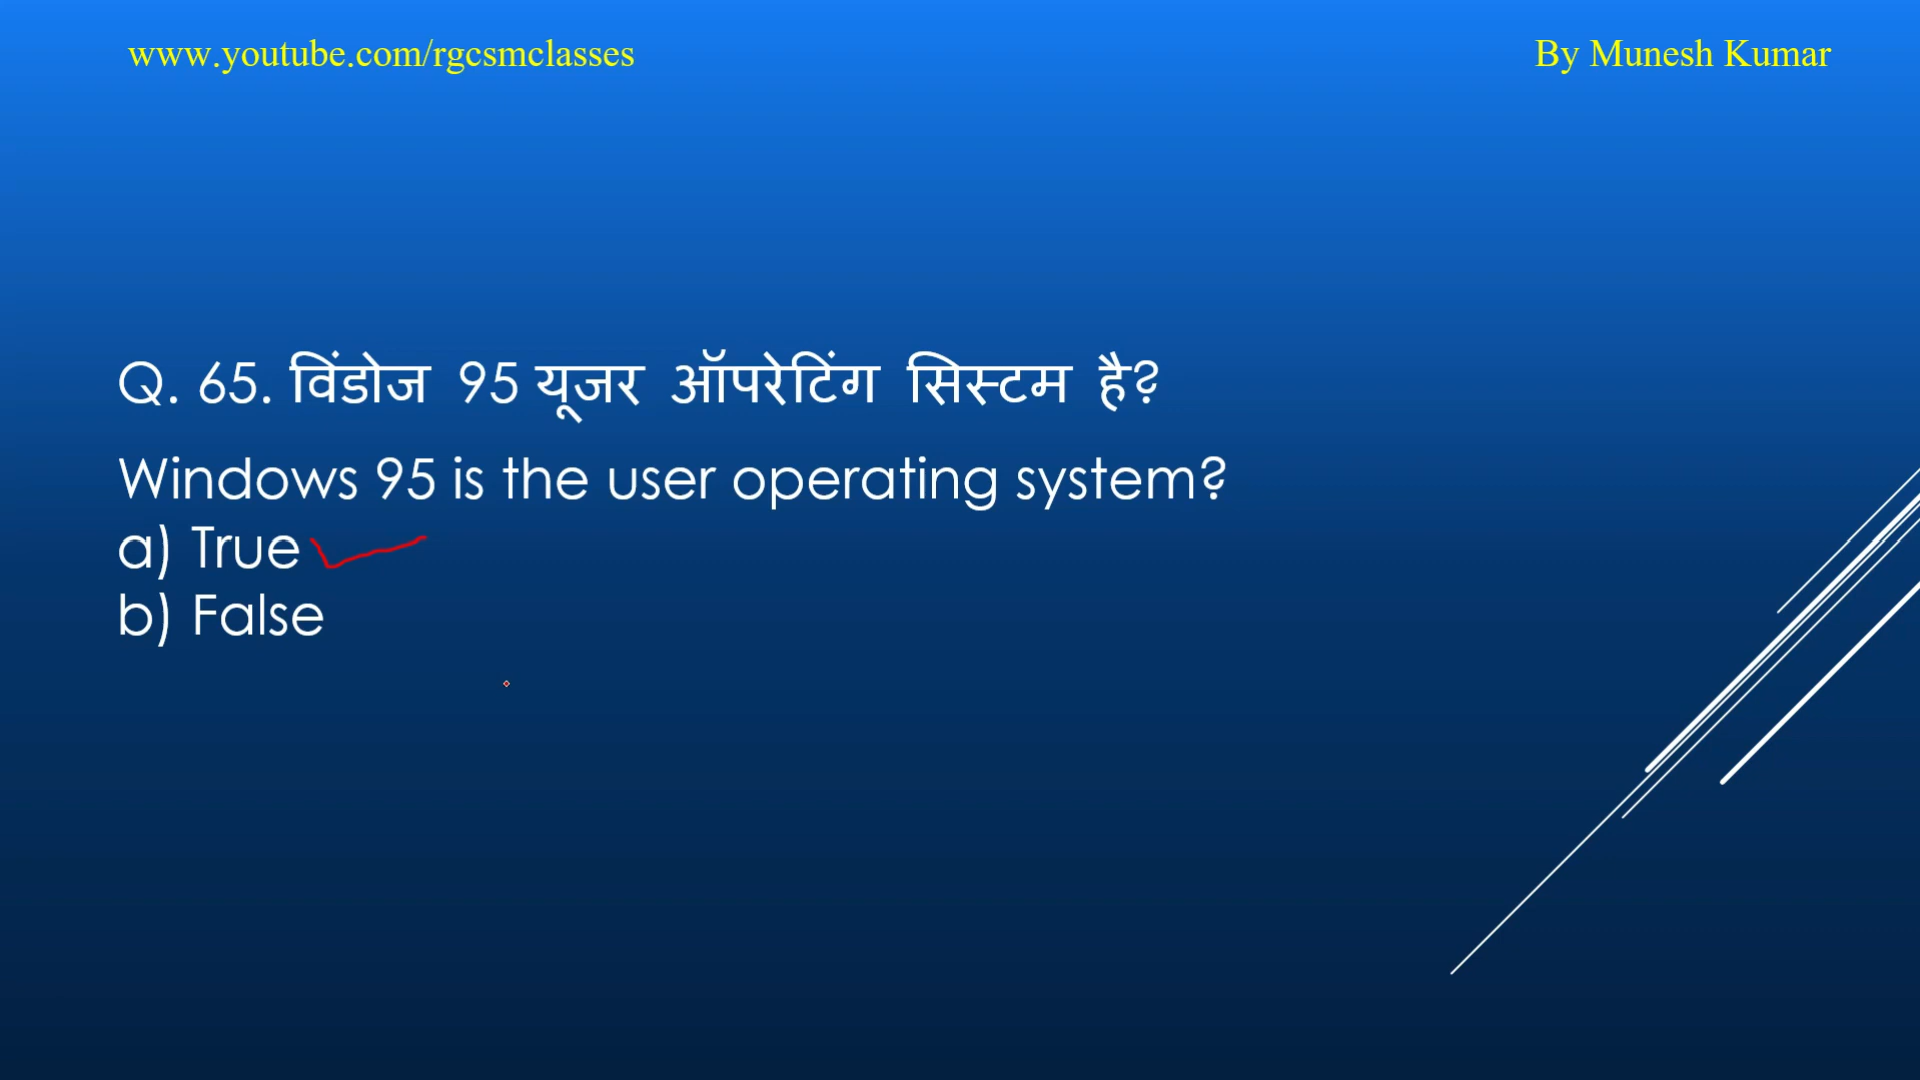 www.youtube.com/rgcsmclasses
By Munesh Kumar
Q. 65. विंडोज 95 यूजर ऑपरेटिंग सिस्टम है?
Windows 95 is the user operating system?
a) True
b) False